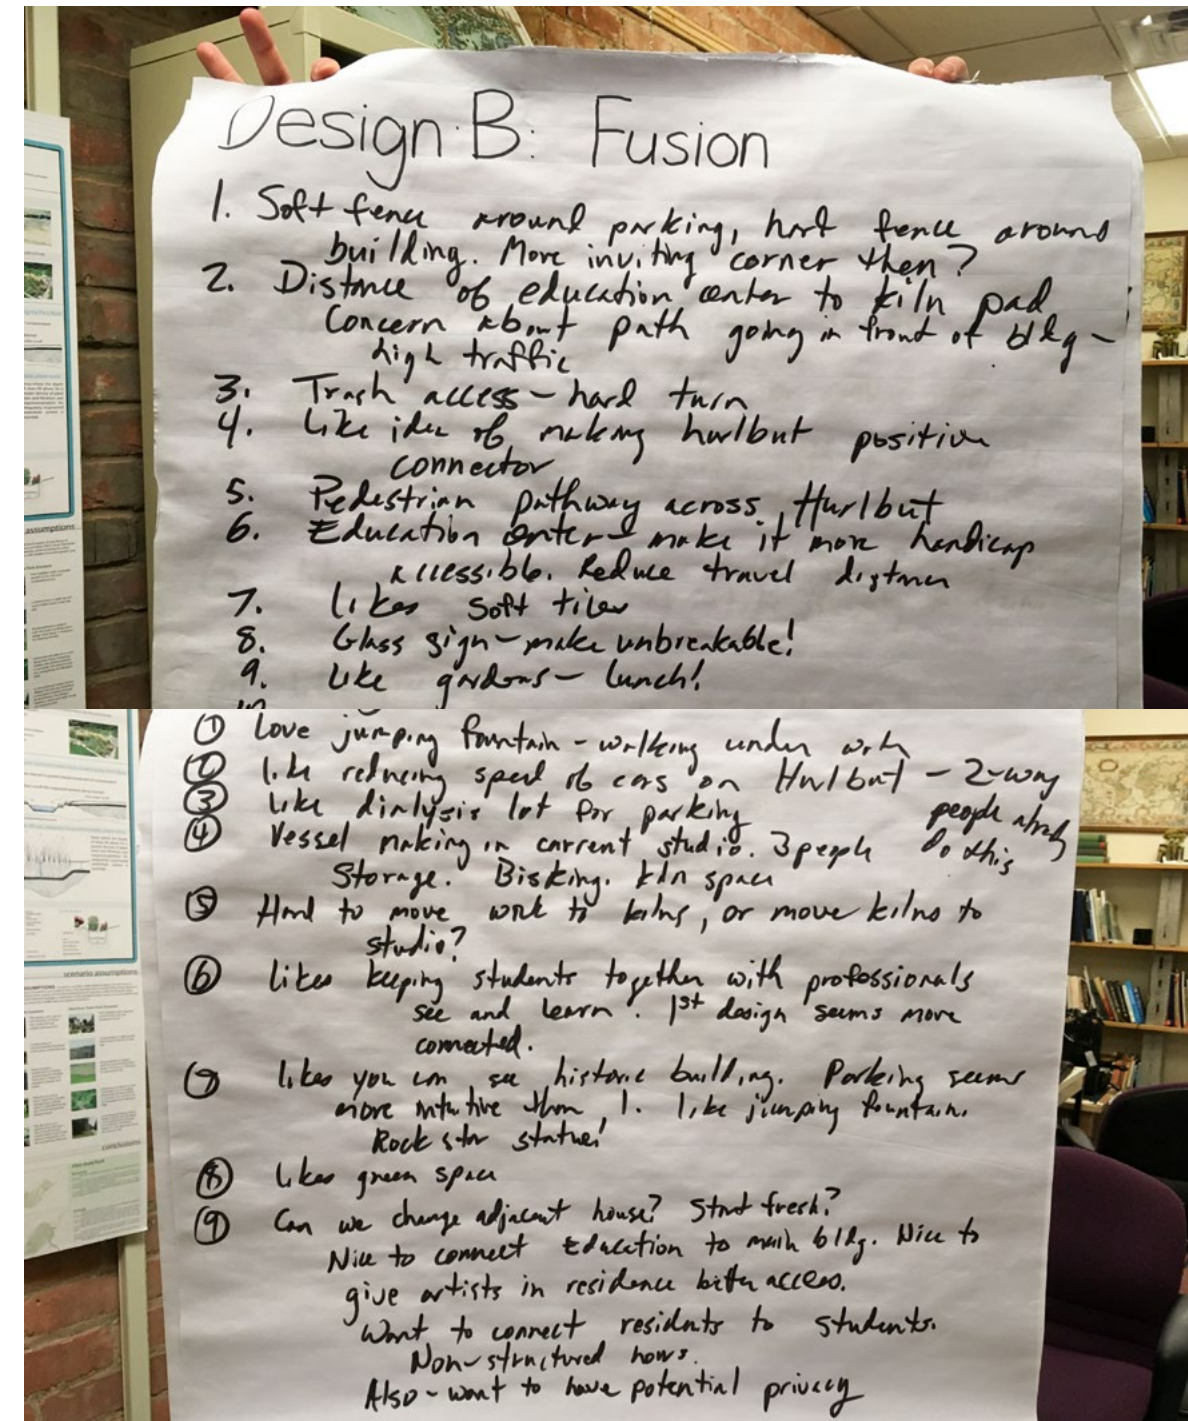 Design B: Fusion
1. Soft fence around parking, hard fence around
building. More inviting corner then?
2. Distance of education center to kiln pad
Concern about path going in front of bldg -
high traffic
3. Trash access - hard turn
4. Like idea of making hurlbut positive
connector
5. Pedestrian pathway across Hurlbut
6. Education center - make it more handicap
accessible. Reduce travel distance
7. likes soft tiles
8. Glass sign - make unbreakable!
9. Like gardens - lunch!
10.
① Love jumping fountain - walking under
② like reducing speed of cars on Hurlbut - 2-way
people already
do this
③ like dialysis lot for parking
④ Vessel making in current studio. 3 people
Storage. Bisking. kiln space
⑤ Hard to move work to kilns, or move kilns to
studio?
⑥ likes keeping students together with professionals
see and learn. 1st design seems more
connected.
⑦ likes you can see historic building. Parking seems
more intuitive than 1. like jumping fountain.
Rock star statues!
⑧ likes green space
⑨ Can we change adjacent house? Start fresh?
Nice to connect Education to main bldg. Nice to
give artists in residence better access.
Want to connect residents to students.
Non-structured hours.
Also - want to have potential privacy
assumptions
scenario assumptions
conclusions